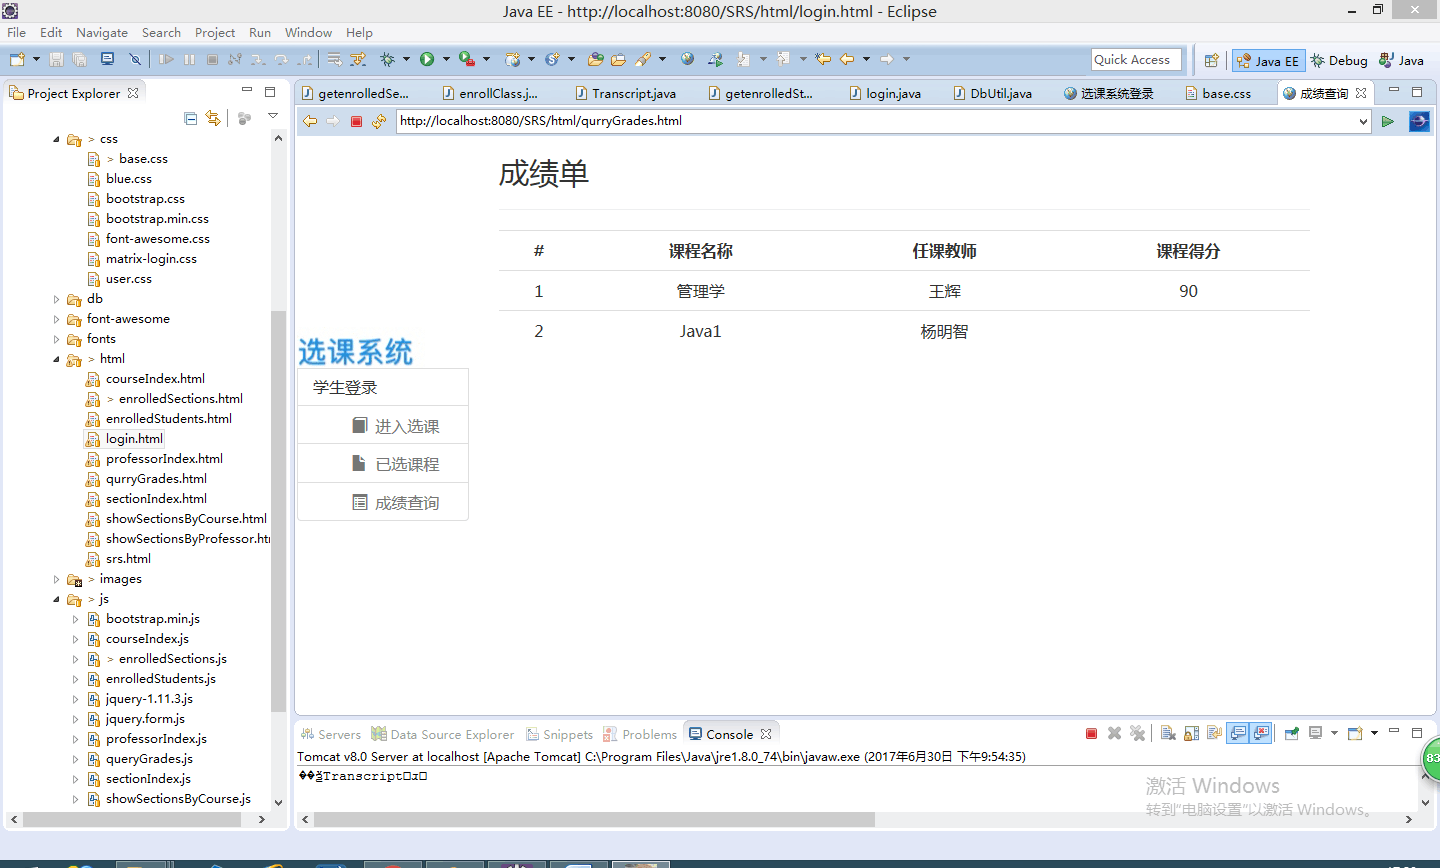 Java EE - http://localhost:8080/SRS/html/login.html - Eclipse
File Edit Navigate Search Project Run Window Help
Quick Access
Java EE
Debug
Java
Project Explorer
> css
> base.css
blue.css
bootstrap.css
bootstrap.min.css
font-awesome.css
matrix-login.css
user.css
db
font-awesome
fonts
> html
courseIndex.html
> enrolledSections.html
enrolledStudents.html
login.html
professorIndex.html
qurryGrades.html
sectionIndex.html
showSectionsByCourse.html
showSectionsByProfessor.htm
srs.html
> images
> js
bootstrap.min.js
courseIndex.js
> enrolledSections.js
enrolledStudents.js
jquery-1.11.3.js
jquery.form.js
professorIndex.js
queryGrades.js
sectionIndex.js
showSectionsByCourse.js
getenrolledSe... enrollClass.j... Transcript.java getenrolledSt... login.java DbUtil.java 选课系统登录 base.css 成绩查询
http://localhost:8080/SRS/html/qurryGrades.html
成绩单
# 课程名称 任课教师 课程得分
1 管理学 王辉 90
2 Java1 杨明智
选课系统
学生登录
进入选课
已选课程
成绩查询
Servers Data Source Explorer Snippets Problems Console
Tomcat v8.0 Server at localhost [Apache Tomcat] C:\Program Files\Java\jre1.8.0_74\bin\javaw.exe (2017年6月30日 下午9:54:35)
Transcript
激活 Windows
转到"电脑设置"以激活 Windows。
83